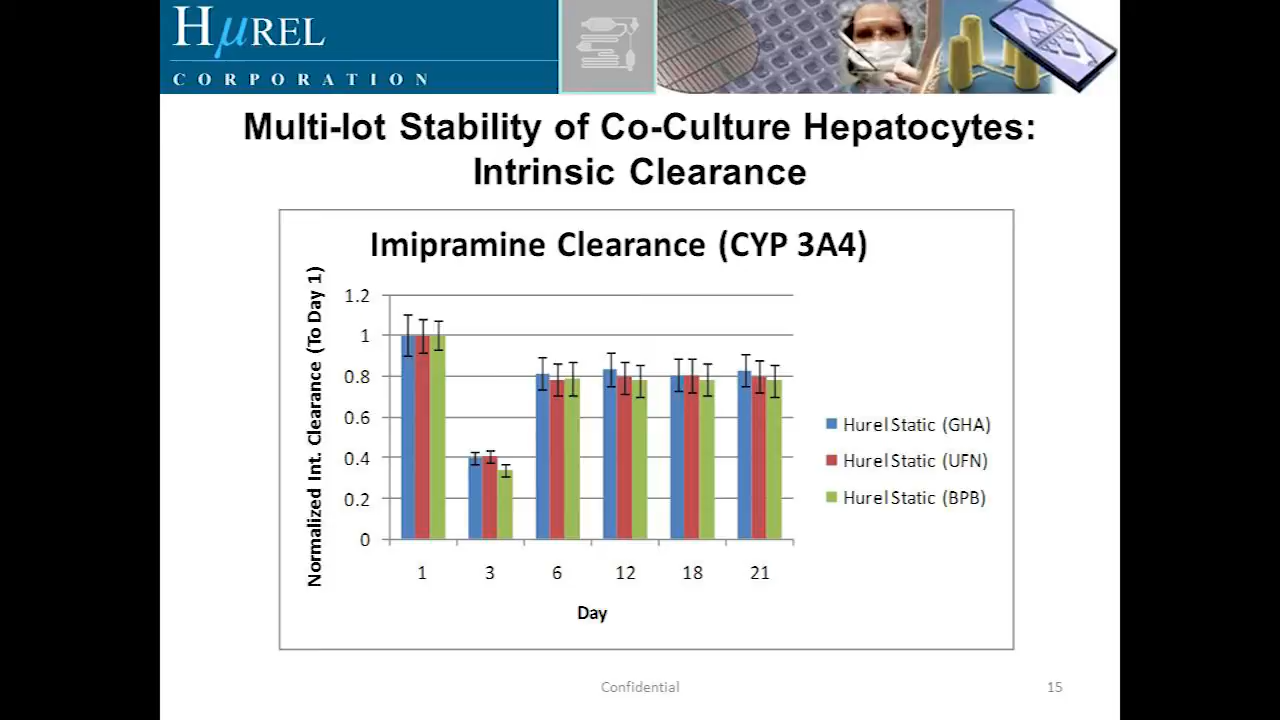 HµREL
CORPORATION
Multi-lot Stability of Co-Culture Hepatocytes:
Intrinsic Clearance
Imipramine Clearance (CYP 3A4)
Normalized Int. Clearance (To Day 1)
1.2
1
0.8
0.6
0.4
0.2
0
1 3 6 12 18 21
Day
Hurel Static (GHA)
Hurel Static (UFN)
Hurel Static (BPB)
Confidential
15